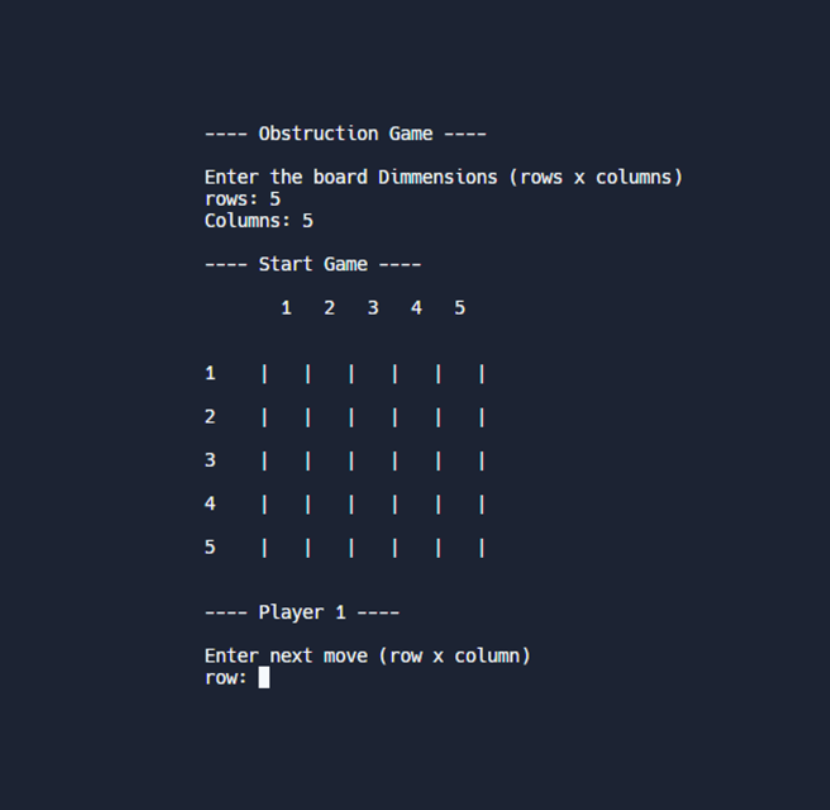 ---- Obstruction Game ----
Enter the board Dimmensions (rows x columns)
rows: 5
Columns: 5
---- Start Game ----
1 2 3 4 5
1 | | | | | |
2 | | | | | |
3 | | | | | |
4 | | | | | |
5 | | | | | |
---- Player 1 ----
Enter next move (row x column)
row: